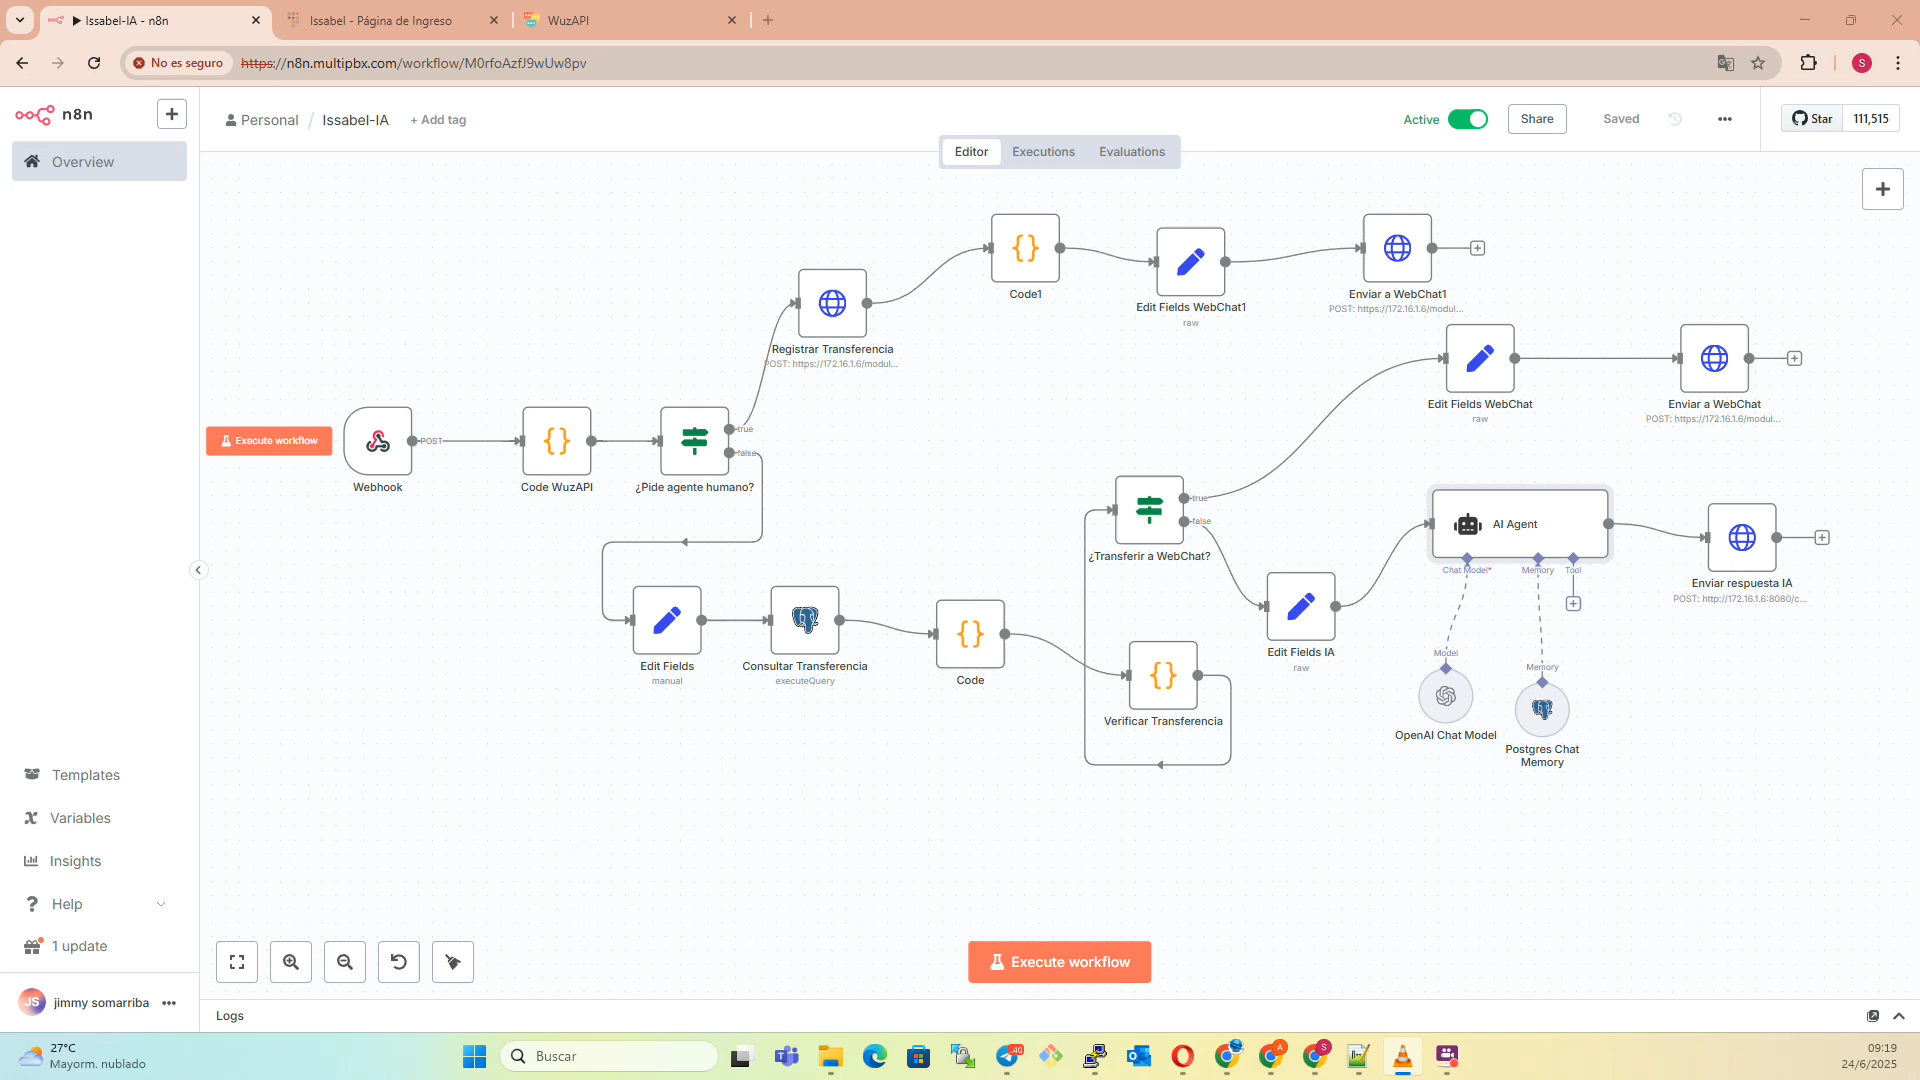 Issabel-IA - n8n
Issabel - Página de Ingreso
WuzAPI
No es seguro
https://n8n.multipbx.com/workflow/M0rfoAzfJ9wUw8pv
S
n8n
Personal / Issabel-IA + Add tag
Active
Share
Saved
Star 111,515
Overview
Editor
Executions
Evaluations
Code1
Edit Fields WebChat1
raw
Enviar a WebChat1
POST: https://172.16.1.6/modul...
Registrar Transferencia
POST: https://172.16.1.6/modul...
Edit Fields WebChat
raw
Enviar a WebChat
POST: https://172.16.1.6/modul...
Execute workflow
POST
Webhook
Code WuzAPI
true
false
¿Pide agente humano?
true
false
¿Transferir a WebChat?
AI Agent
Chat Model*
Memory
Tool
Enviar respuesta IA
POST: http://172.16.1.6:8080/c...
Edit Fields
manual
Consultar Transferencia
executeQuery
Code
Verificar Transferencia
Edit Fields IA
raw
Model
OpenAI Chat Model
Memory
Postgres Chat
Memory
Templates
Variables
Insights
Help
1 update
JS jimmy somarriba
Execute workflow
Logs
27°C
Mayorm. nublado
Buscar
40
A
S
09:19
24/6/2025